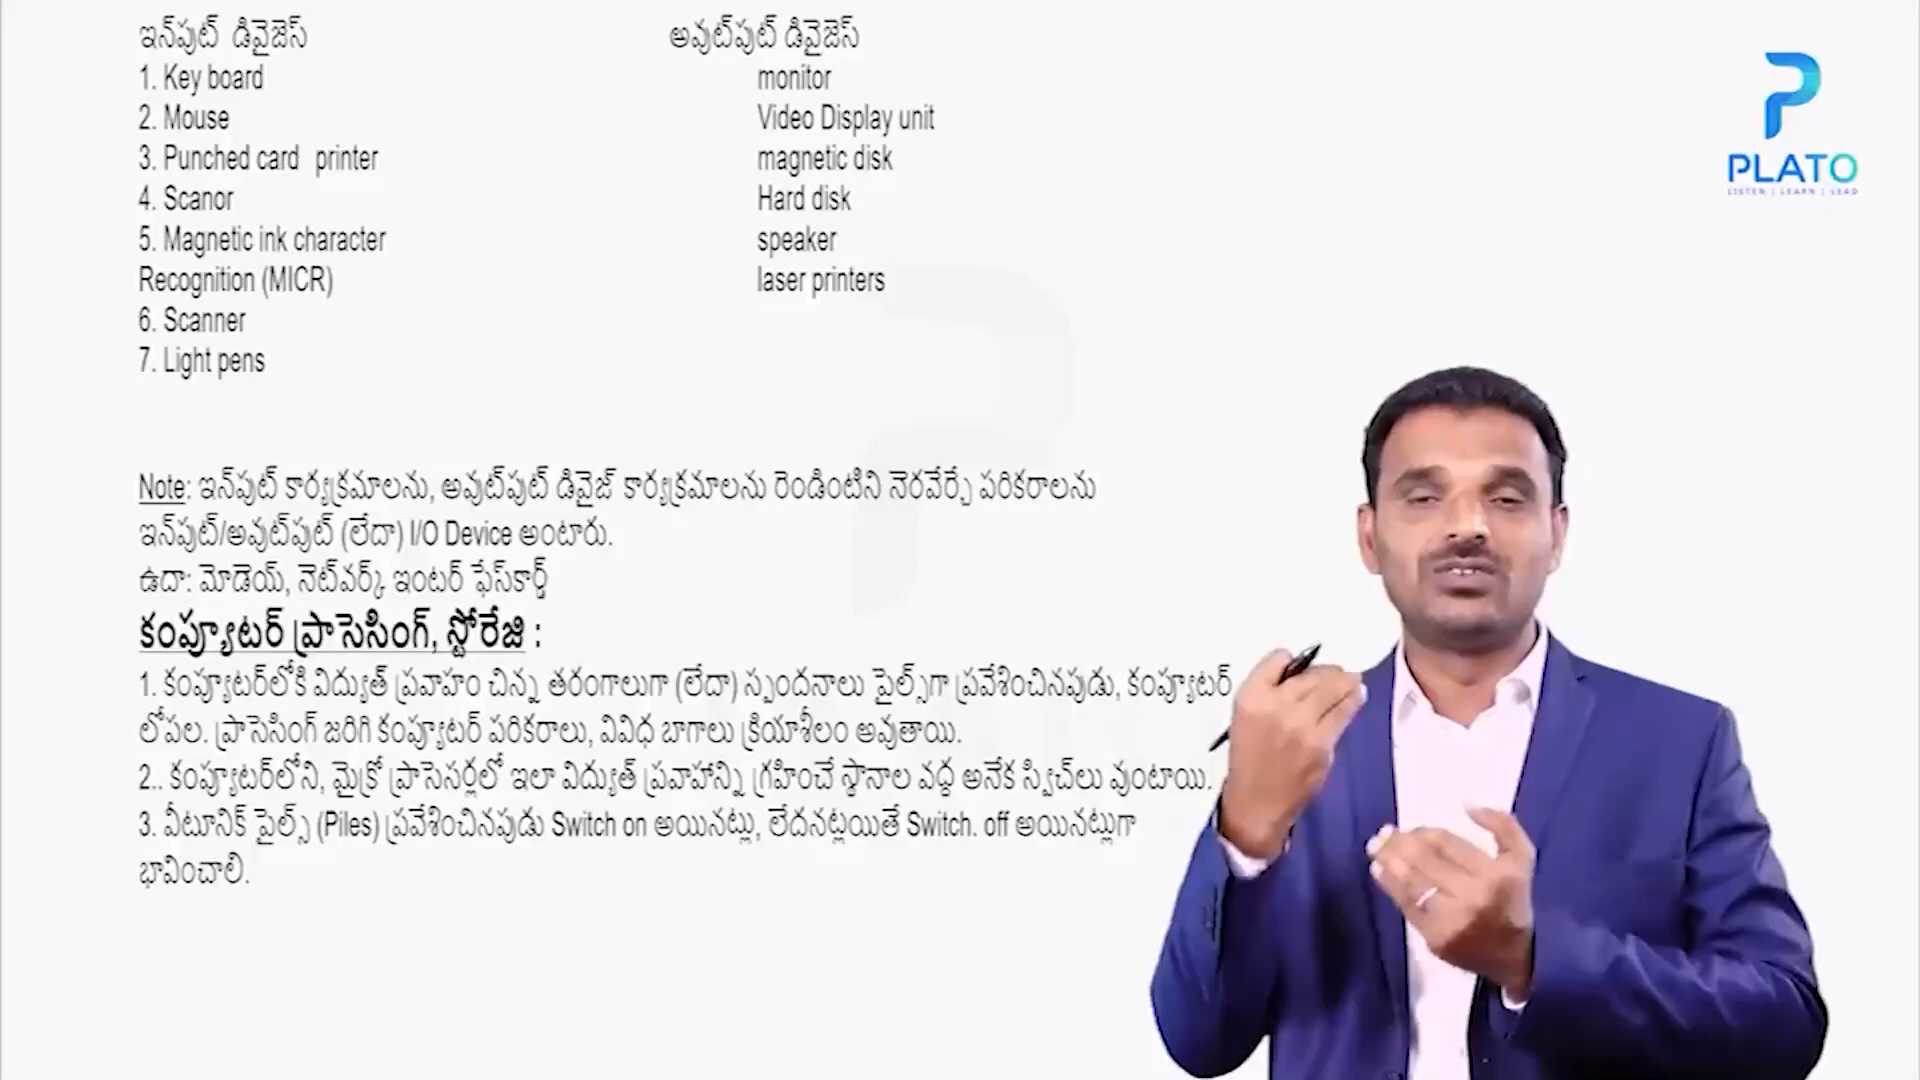 ఇన్‌పుట్ డివైజెస్
1. Key board
2. Mouse
3. Punched card printer
4. Scanor
5. Magnetic ink character
Recognition (MICR)
6. Scanner
7. Light pens
అవుట్‌పుట్ డివైజెస్
monitor
Video Display unit
magnetic disk
Hard disk
speaker
laser printers
PLATO
LISTEN | LEARN | LEAD
Note: ఇన్‌పుట్ కార్యక్రమాలను, అవుట్‌పుట్ డివైజ్ కార్యక్రమాలను రెండింటిని నెరవేర్చే పరికరాలను
ఇన్‌పుట్/అవుట్‌పుట్ (లేదా) I/O Device అంటారు.
ఉదా: మోడెయ్, నెట్‌వర్క్ ఇంటర్ ఫేస్‌కార్డ్
కంప్యూటర్ ప్రాసెసింగ్, స్టోరేజి :
1. కంప్యూటర్‌లోకి విద్యుత్ ప్రవాహం చిన్న తరంగాలుగా (లేదా) స్పందనాలు పైల్స్‌గా ప్రవేశించినపుడు, కంప్యూటర్
లోపల. ప్రాసెసింగ్ జరిగి కంప్యూటర్ పరికరాలు, వివిధ బాగాలు క్రియాశీలం అవుతాయి.
2.. కంప్యూటర్‌లోని, మైక్రో ప్రాసెసర్లలో ఇలా విద్యుత్ ప్రవాహాన్ని గ్రహించే స్థానాల వద్ద అనేక స్విచ్‌లు వుంటాయి.
3. వీటూనిక్ పైల్స్ (Piles) ప్రవేశించినపుడు Switch on అయినట్లు, లేదనట్లయితే Switch. off అయినట్లుగా
భావించాలి.